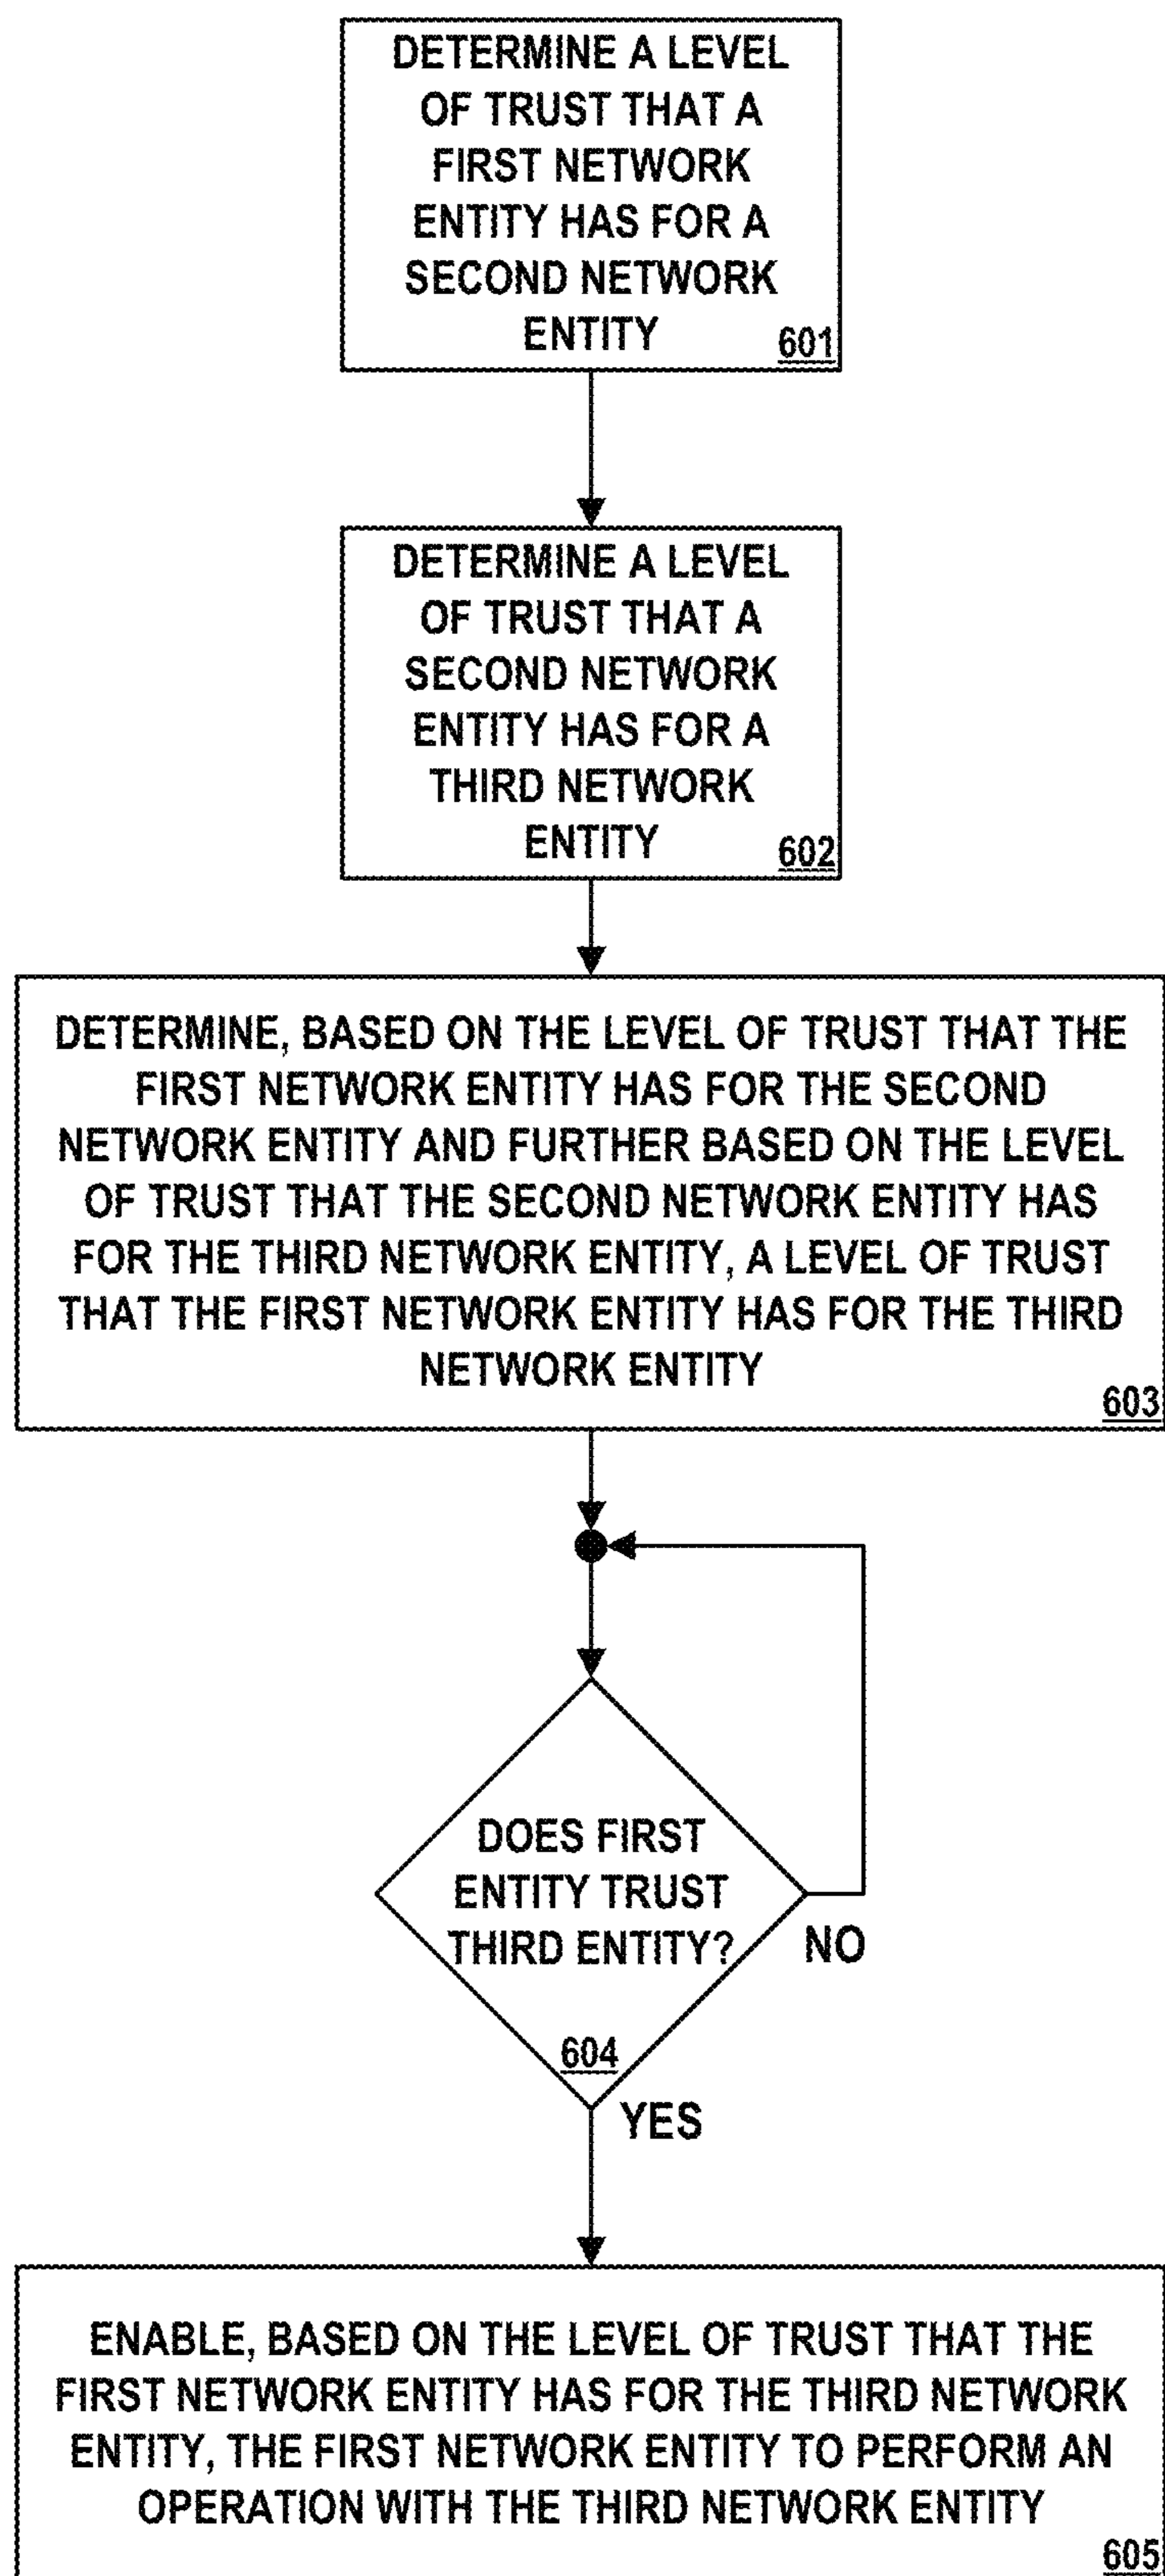 DETERMINE A LEVEL
OF TRUST THAT A
FIRST NETWORK
ENTITY HAS FOR A
SECOND NETWORK
ENTITY
601
DETERMINE A LEVEL
OF TRUST THAT A
SECOND NETWORK
ENTITY HAS FOR A
THIRD NETWORK
ENTITY
602
DETERMINE, BASED ON THE LEVEL OF TRUST THAT THE
FIRST NETWORK ENTITY HAS FOR THE SECOND
NETWORK ENTITY AND FURTHER BASED ON THE LEVEL
OF TRUST THAT THE SECOND NETWORK ENTITY HAS
FOR THE THIRD NETWORK ENTITY, A LEVEL OF TRUST
THAT THE FIRST NETWORK ENTITY HAS FOR THE THIRD
NETWORK ENTITY
603
DOES FIRST
ENTITY TRUST
THIRD ENTITY?
NO
604
YES
ENABLE, BASED ON THE LEVEL OF TRUST THAT THE
FIRST NETWORK ENTITY HAS FOR THE THIRD NETWORK
ENTITY, THE FIRST NETWORK ENTITY TO PERFORM AN
OPERATION WITH THE THIRD NETWORK ENTITY
605